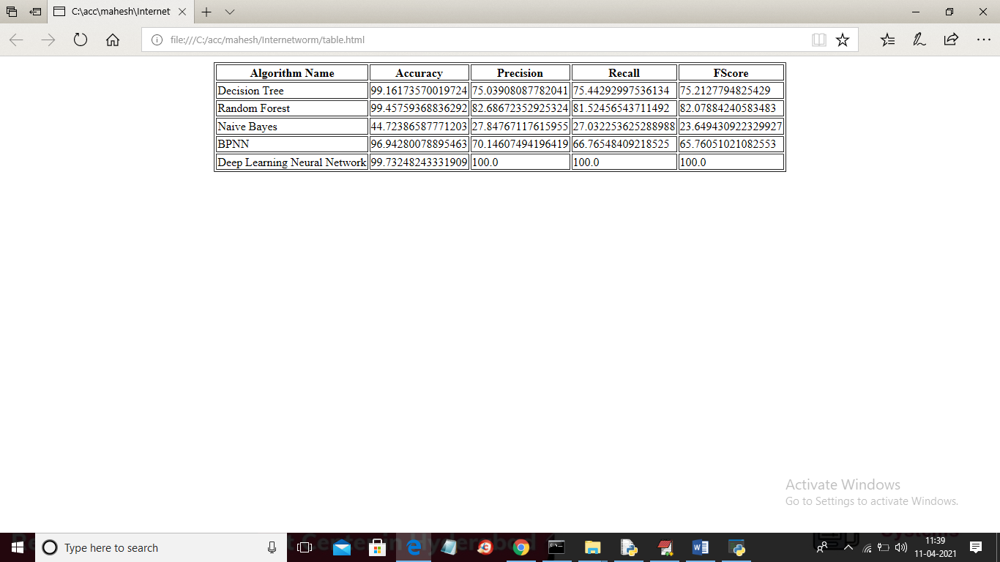 C:\acc\mahesh\Internet
file:///C:/acc/mahesh/Internetworm/table.html
Algorithm Name Accuracy Precision Recall FScore
Decision Tree 99.16173570019724 75.03908087782041 75.44292997536134 75.2127794825429
Random Forest 99.45759368836292 82.68672352925324 81.52456543711492 82.07884240583483
Naive Bayes 44.72386587771203 27.84767117615955 27.032253625288988 23.649430922329927
BPNN 96.94280078895463 70.14607494196419 66.76548409218525 65.76051021082553
Deep Learning Neural Network 99.73248243331909 100.0 100.0 100.0
Activate Windows
Go to Settings to activate Windows.
Type here to search
11:39
11-04-2021